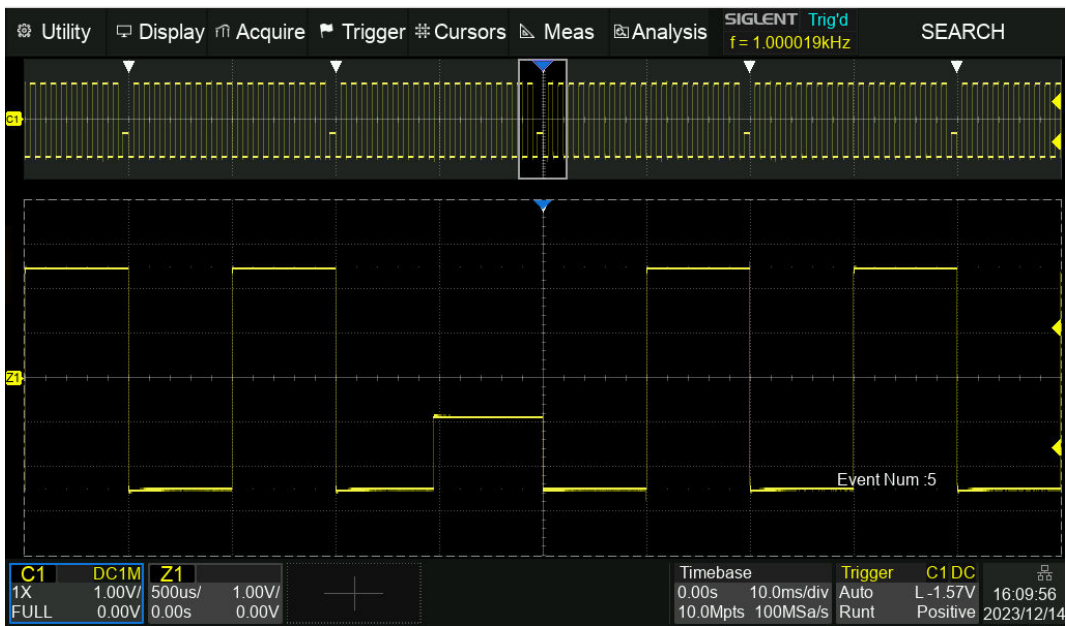 Utility Display Acquire Trigger Cursors Meas Analysis SIGLENT Trig'd SEARCH
f = 1.000019kHz
C1
Z1
Event Num :5
C1 DC1M Z1 Timebase Trigger C1 DC
1X 1.00V/ 500us/ 1.00V/ 0.00s 10.0ms/div Auto L -1.57V 16:09:56
FULL 0.00V 0.00s 0.00V 10.0Mpts 100MSa/s Runt Positive 2023/12/14